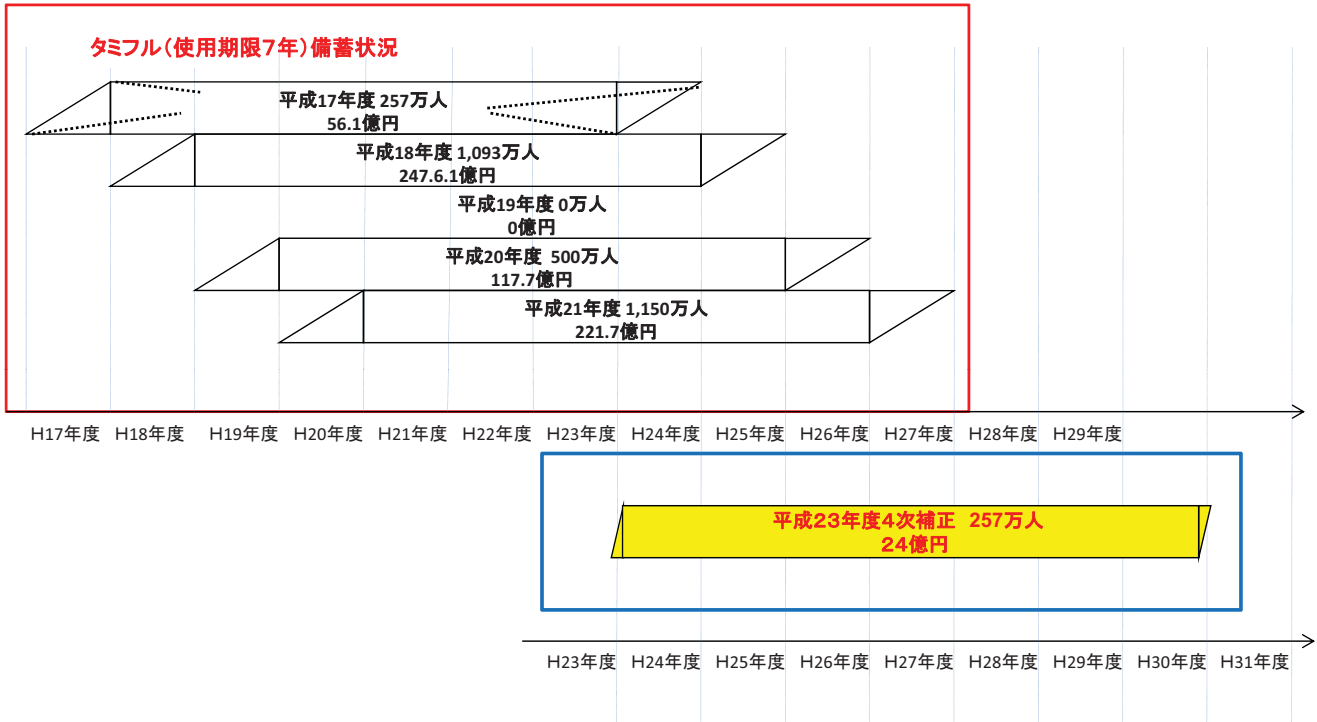 タミフル(使用期限7年)備蓄状況
平成17年度 257万人
56.1億円
平成18年度 1,093万人
247.6.1億円
平成19年度 0万人
0億円
平成20年度 500万人
117.7億円
平成21年度 1,150万人
221.7億円
H17年度 H18年度 H19年度 H20年度 H21年度 H22年度 H23年度 H24年度 H25年度 H26年度 H27年度 H28年度 H29年度
平成23年度4次補正 257万人
24億円
H23年度 H24年度 H25年度 H26年度 H27年度 H28年度 H29年度 H30年度 H31年度